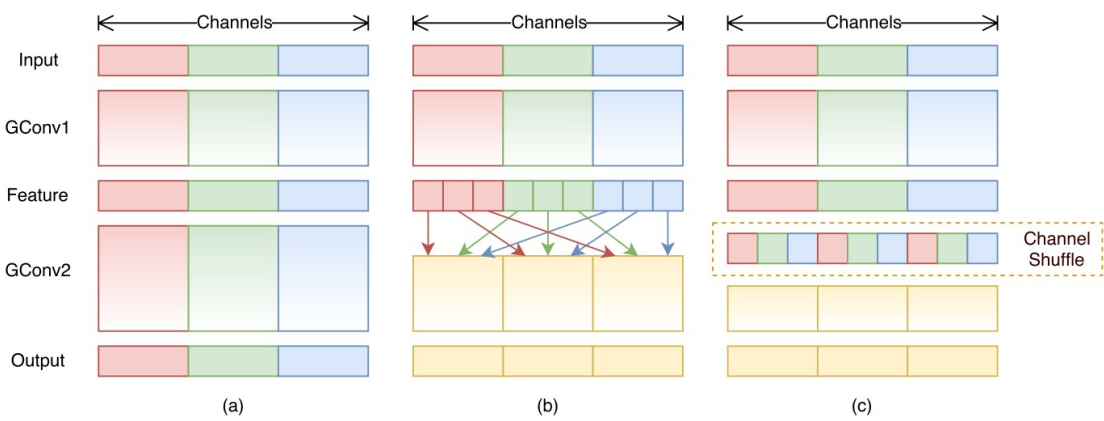 Channels
Channels
Channels
Input
GConv1
Feature
GConv2
Channel
Shuffle
Output
(a)
(b)
(c)